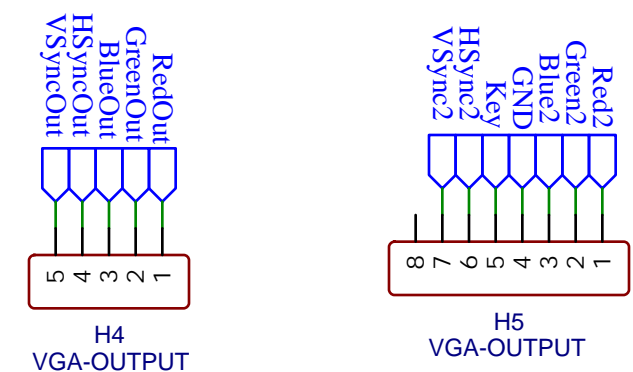 VSyncOut
HSyncOut
BlueOut
GreenOut
RedOut
5 4 3 2 1
H4
VGA-OUTPUT
VSync2
HSync2
Key
GND
Blue2
Green2
Red2
8 7 6 5 4 3 2 1
H5
VGA-OUTPUT